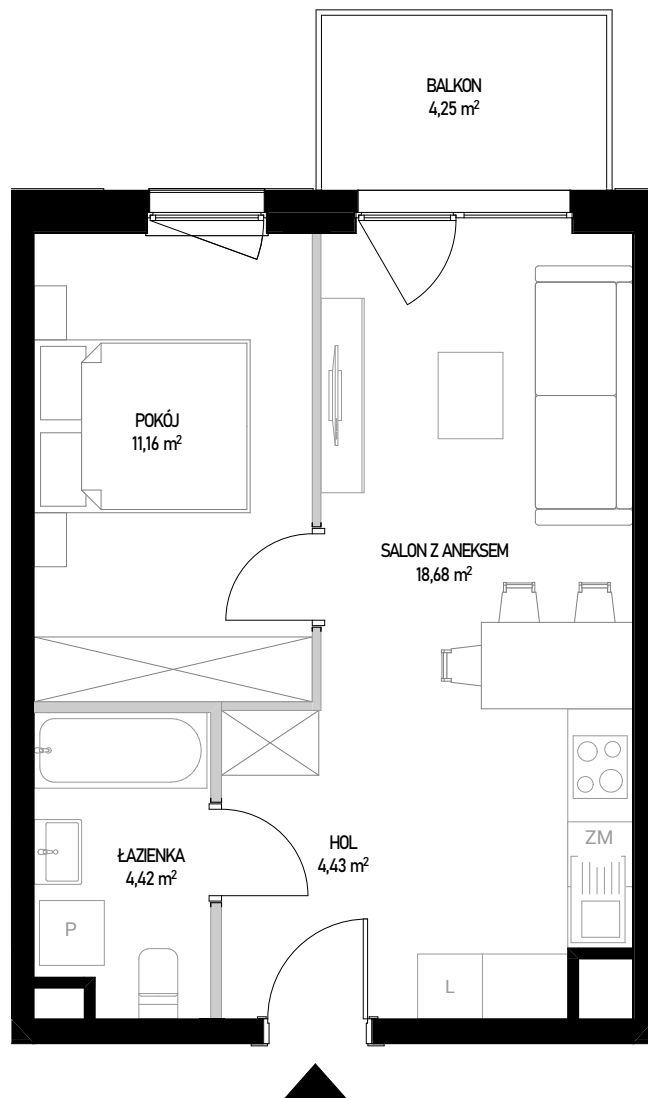 BALKON
4,25 m²
POKÓJ
11,16 m²
SALON Z ANEKSEM
18,68 m²
ZM
HOL
4,43 m²
ŁAZIENKA
4,42 m²
P
L